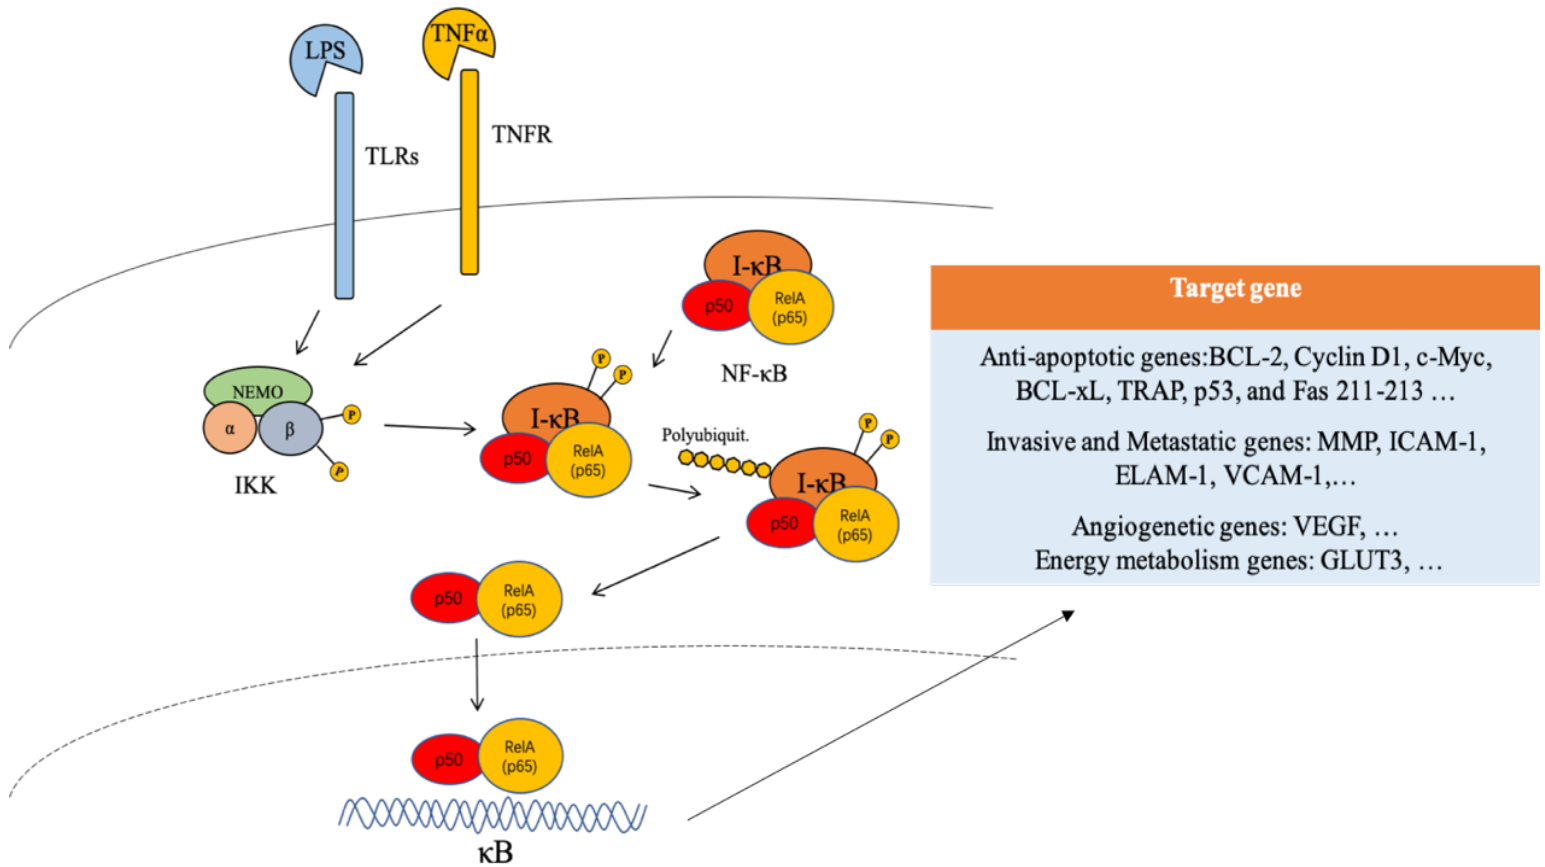 LPS
TNFα
TLRs
TNFR
I-κB
p50
RelA
(p65)
NF-κB
NEMO
α
β
P
P
IKK
P
P
I-κB
p50
RelA
(p65)
Polyubiquit.
P
P
I-κB
p50
RelA
(p65)
p50
RelA
(p65)
p50
RelA
(p65)
κB
Target gene
Anti-apoptotic genes:BCL-2, Cyclin D1, c-Myc,
BCL-xL, TRAP, p53, and Fas 211-213 …
Invasive and Metastatic genes: MMP, ICAM-1,
ELAM-1, VCAM-1,…
Angiogenetic genes: VEGF, …
Energy metabolism genes: GLUT3, …